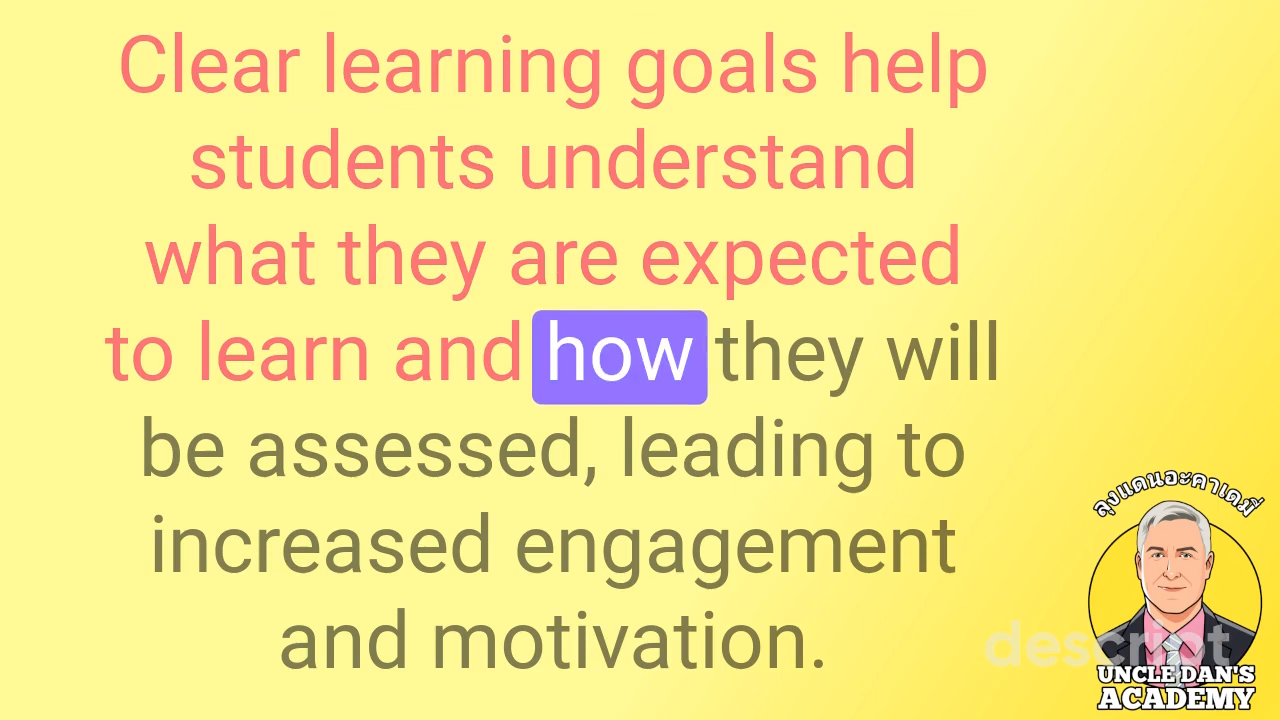 Clear learning goals help
students understand
what they are expected
to learn and how they will
be assessed, leading to
increased engagement
and motivation.
ลุงแดนอะคาเดมี่
descript
UNCLE DAN'S
ACADEMY